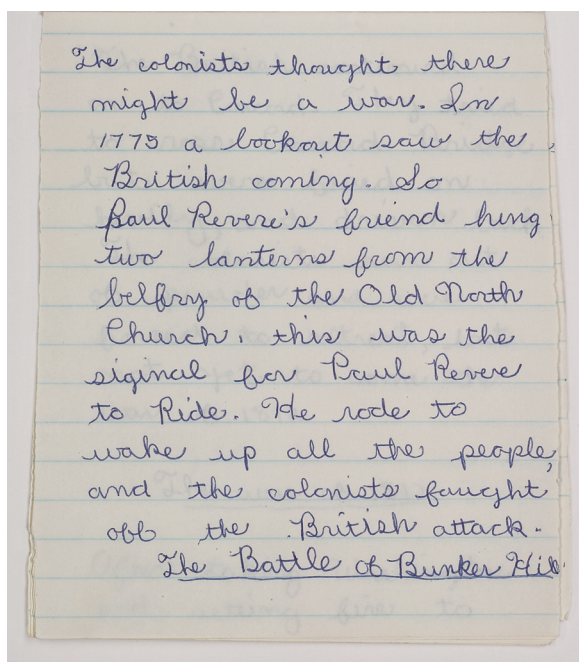 The colonists thought there
might be a war. In
1775 a lookout saw the
British coming. So
Paul Revere's friend hung
two lanterns from the
belfry of the Old North
Church. this was the
siginal for Paul Revere
to Ride. He rode to
wake up all the people,
and the colonists faught
off the British attack.
The Battle of Bunker Hill.